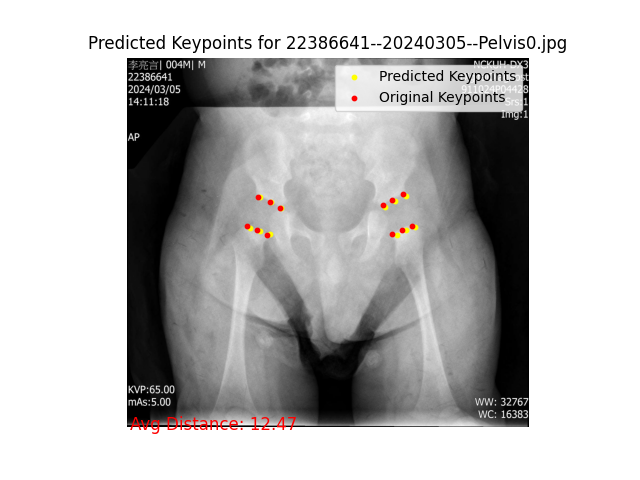 Predicted Keypoints for 22386641--20240305--Pelvis0.jpg
李亮言| 004M| M
22386641
2024/03/05
14:11:18
AP
NCKUH-DX3
Predicted Keypoints
Original Keypoints
Img:1
KVP:65.00
mAs:5.00
WW: 32767
WC: 16383
Avg Distance: 12.47